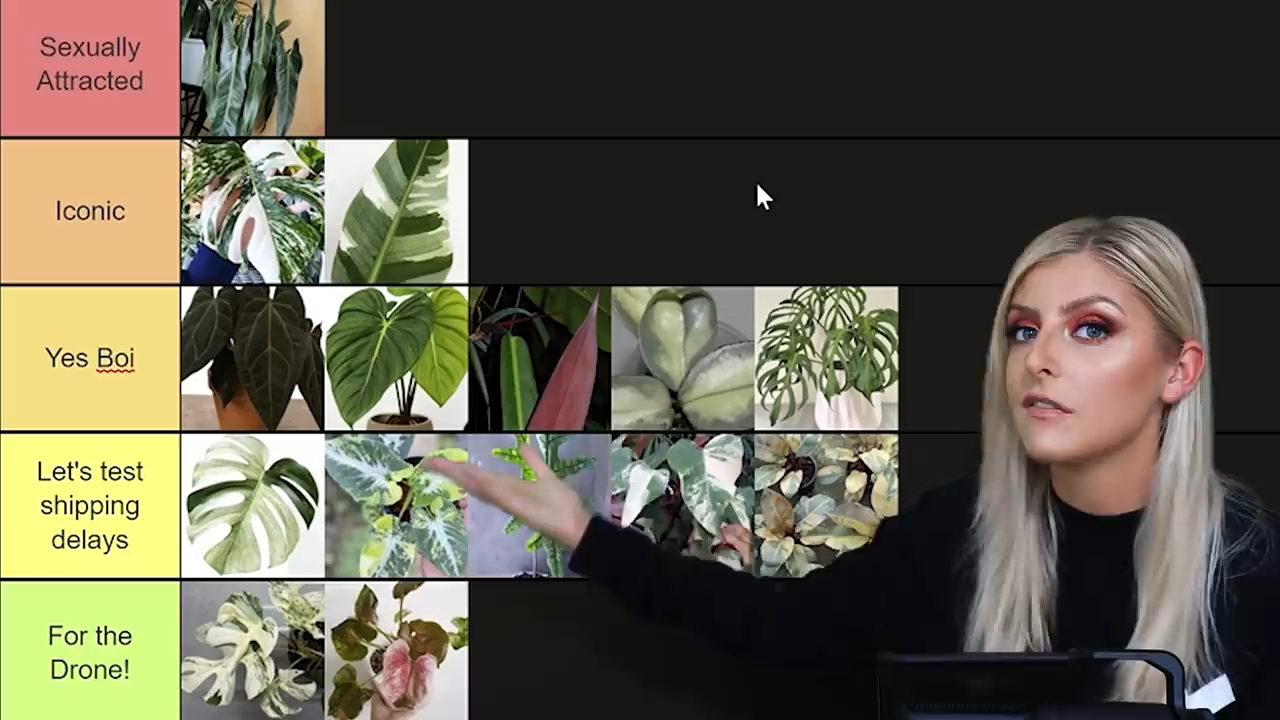 Sexually
Attracted
Iconic
Yes Boi
Let's test
shipping
delays
For the
Drone!